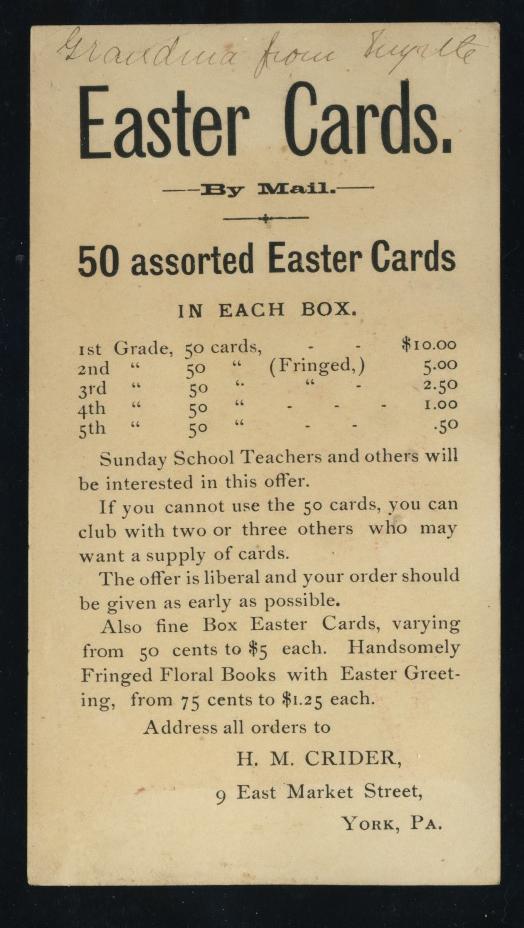 Grandma from Myrtle
Easter Cards.
By Mail.
50 assorted Easter Cards
IN EACH BOX.
1st Grade, 50 cards, - - $10.00
2nd “ 50 “ (Fringed,) 5.00
3rd “ 50 “ “ - 2.50
4th “ 50 “ - - - 1.00
5th “ 50 “ - - .50
Sunday School Teachers and others will
be interested in this offer.
If you cannot use the 50 cards, you can
club with two or three others who may
want a supply of cards.
The offer is liberal and your order should
be given as early as possible.
Also fine Box Easter Cards, varying
from 50 cents to $5 each. Handsomely
Fringed Floral Books with Easter Greet-
ing, from 75 cents to $1.25 each.
Address all orders to
H. M. CRIDER,
9 East Market Street,
YORK, PA.